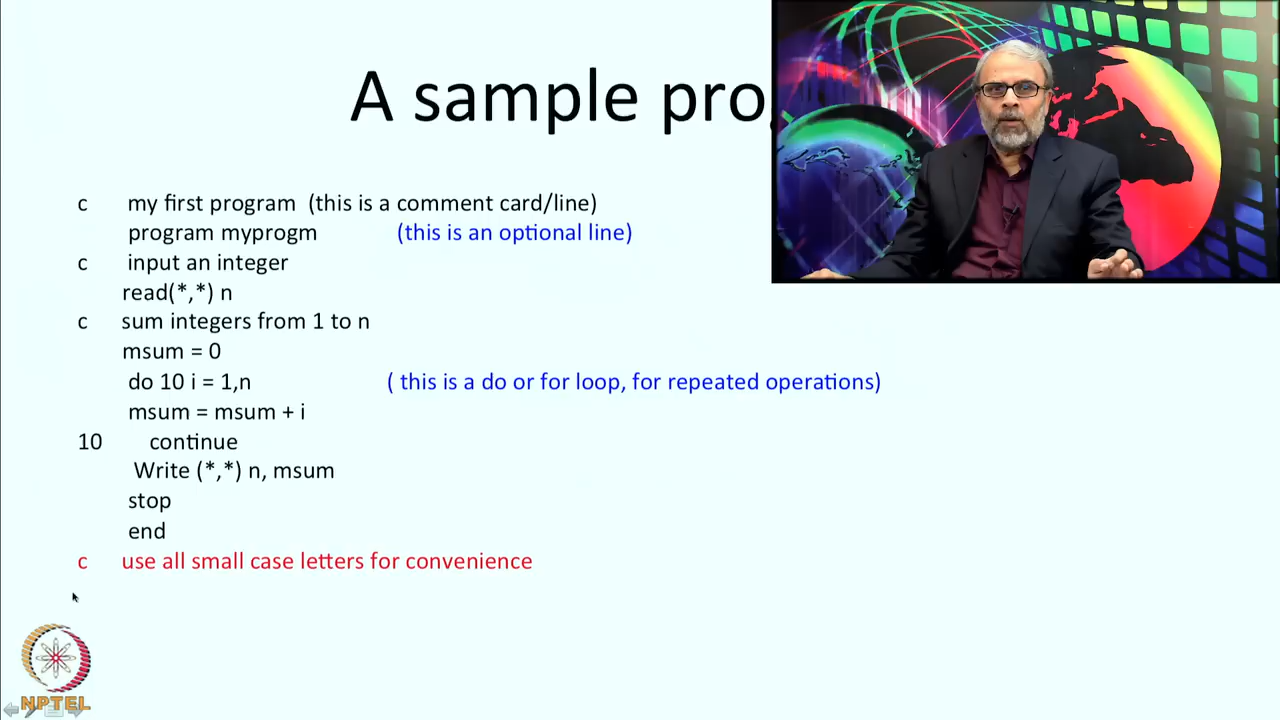 A sample pro
c my first program (this is a comment card/line)
program myprogm (this is an optional line)
c input an integer
read(*,*) n
c sum integers from 1 to n
msum = 0
do 10 i = 1,n ( this is a do or for loop, for repeated operations)
msum = msum + i
10 continue
Write (*,*) n, msum
stop
end
c use all small case letters for convenience
NPTEL